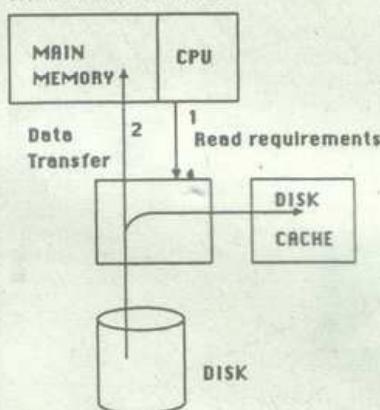 MAIN
MEMORY
CPU
2
1
Data
Transfer
Read requirements
DISK
CACHE
DISK